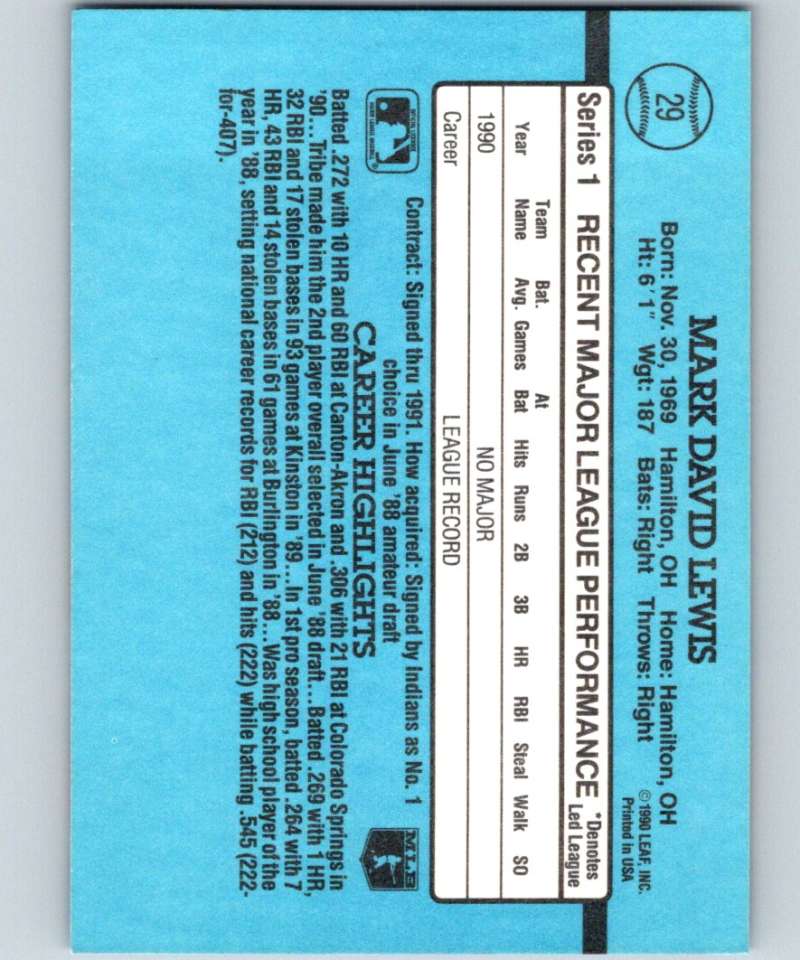 29
MARK DAVID LEWIS
Born: Nov. 30, 1969 Hamilton, OH Home: Hamilton, OH
Ht: 6'1" Wgt: 187 Bats: Right Throws: Right
©1990 LEAF, INC.
Printed in USA
Series 1 RECENT MAJOR LEAGUE PERFORMANCE *Denotes Led League
Year Team Name Bat. Avg. Games At Bat Hits Runs 2B 3B HR RBI Steal Walk SO
1990 NO MAJOR
Career LEAGUE RECORD
Contract: Signed thru 1991. How acquired: Signed by Indians as No. 1
choice in June '88 amateur draft
MLB
CAREER HIGHLIGHTS
Batted .272 with 10 HR and 60 RBI at Canton-Akron and .306 with 21 RBI at Colorado Springs in
'90... Tribe made him the 2nd player overall selected in June '88 draft...Batted .269 with 1 HR,
32 RBI and 17 stolen bases in 93 games at Kinston in '89... In 1st pro season, batted .264 with 7
HR, 43 RBI and 14 stolen bases in 61 games at Burlington in '88... Was high school player of the
year in '88, setting national career records for RBI (212) and hits (222) while batting .545 (222-
for-407).